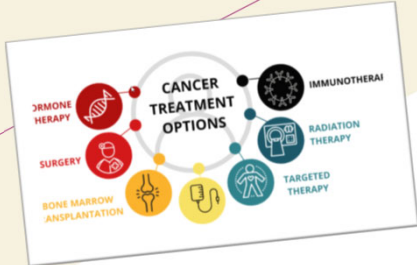 CANCER
TREATMENT
OPTIONS
ORMONE
HERAPY
SURGERY
BONE MARROW
ANSPLANTATION
IMMUNOTHERAI
RADIATION
THERAPY
TARGETED
THERAPY